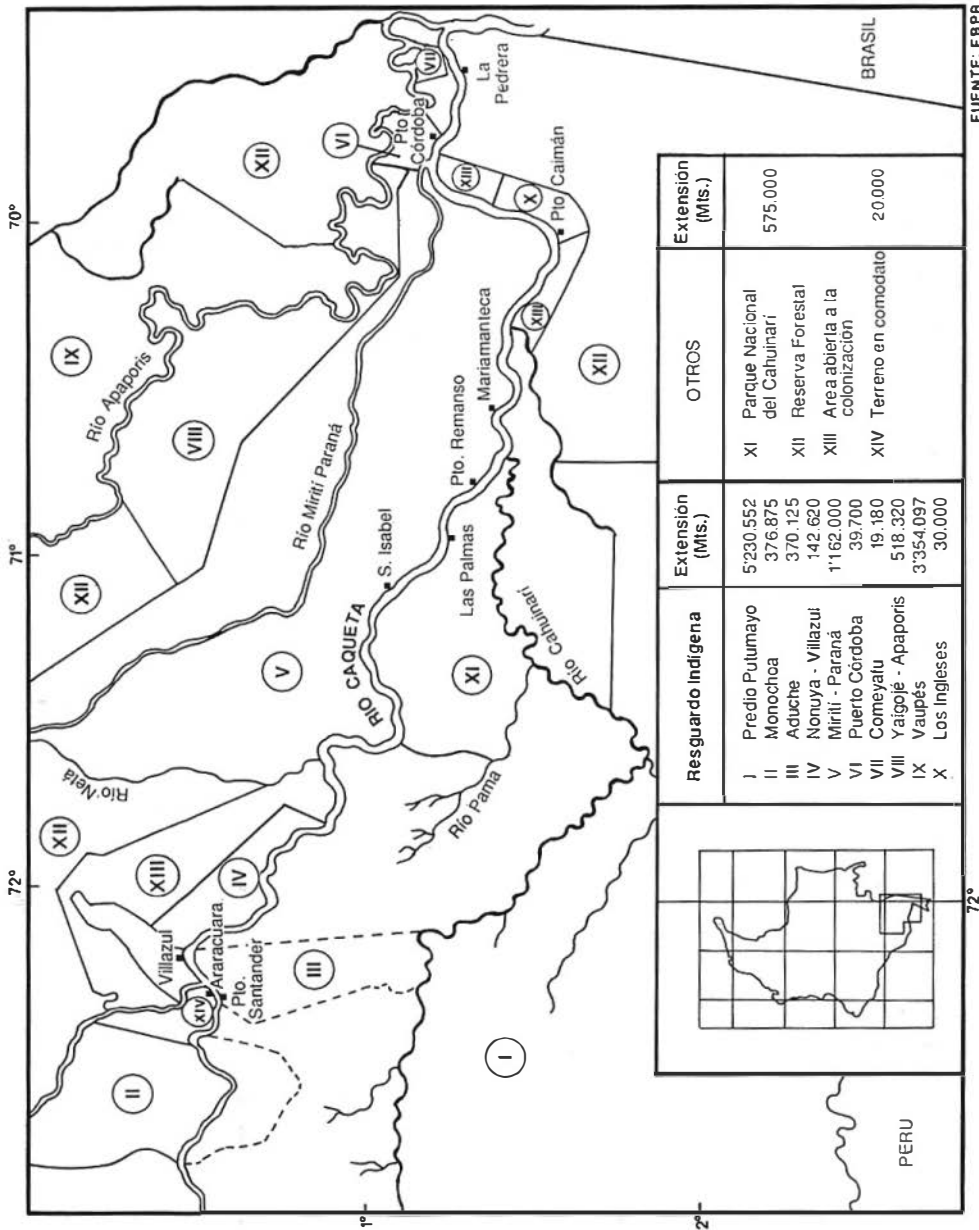 72°
71°
70°
1°
2°
72°
II
XIV
Villazul
Araracuara
Pto.
Santander
III
XII
XIII
IV
Río Netá
V
RIO CAQUETA
S. Isabel
Río Mirití Paraná
XII
VIII
IX
Río Apaporis
XII
VI
Pto
Córdoba
VII
La
Pedrera
XIII
X
Pto Caimán
XIII
Mariamanteca
Pto. Remanso
Las Palmas
XI
Río Cahuinarí
Río Pama
XII
I
PERU
BRASIL
Resguardo Indígena
Extensión
(Mts.)
I Predio Putumayo 5'230.552
II Monochoa 376.875
III Aduche 370.125
IV Nonuya - Villazul 142.620
V Mirití - Paraná 1'162.000
VI Puerto Córdoba 39.700
VII Comeyatu 19.180
VIII Yaigojé - Apaporis 518.320
IX Vaupés 3'354.097
X Los Ingleses 30.000
OTROS
Extensión
(Mts.)
XI Parque Nacional
del Cahuinarí 575.000
XII Reserva Forestal
XIII Area abierta a la
colonización
XIV Terreno en comodato 20.000
FUENTE: